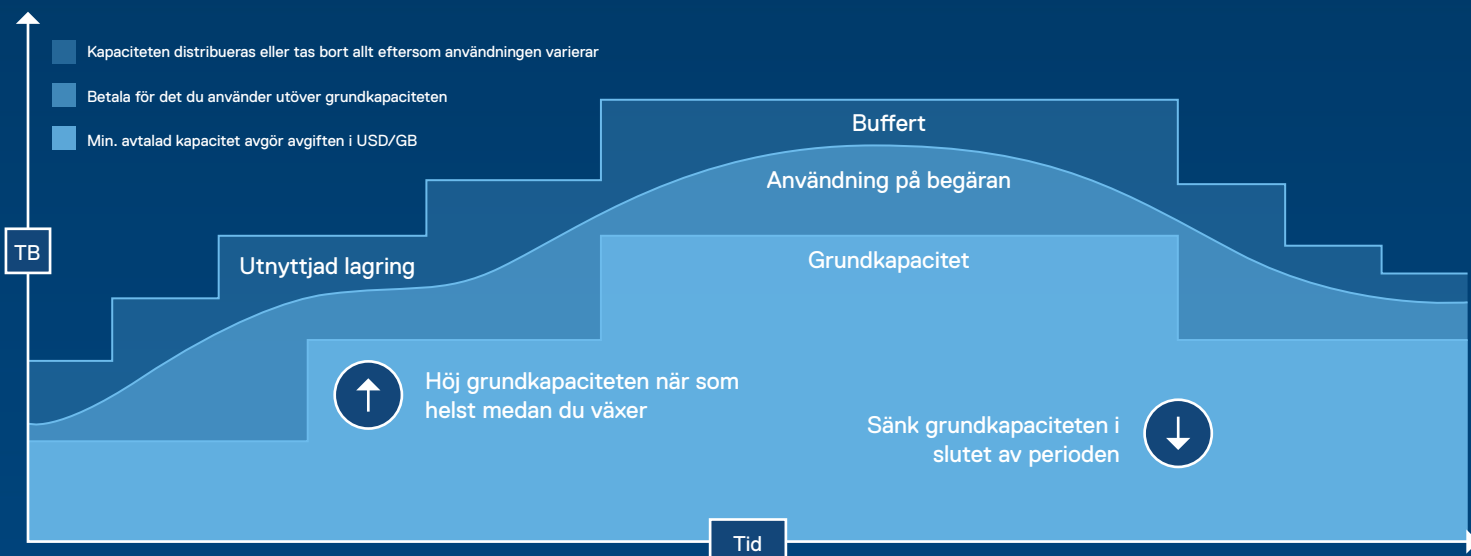 Kapaciteten distribueras eller tas bort allt eftersom användningen varierar
Betala för det du använder utöver grundkapaciteten
Min. avtalad kapacitet avgör avgiften i USD/GB
Buffert
Användning på begäran
TB
Utnyttjad lagring
Grundkapacitet
Höj grundkapaciteten när som
helst medan du växer
Sänk grundkapaciteten i
slutet av perioden
Tid